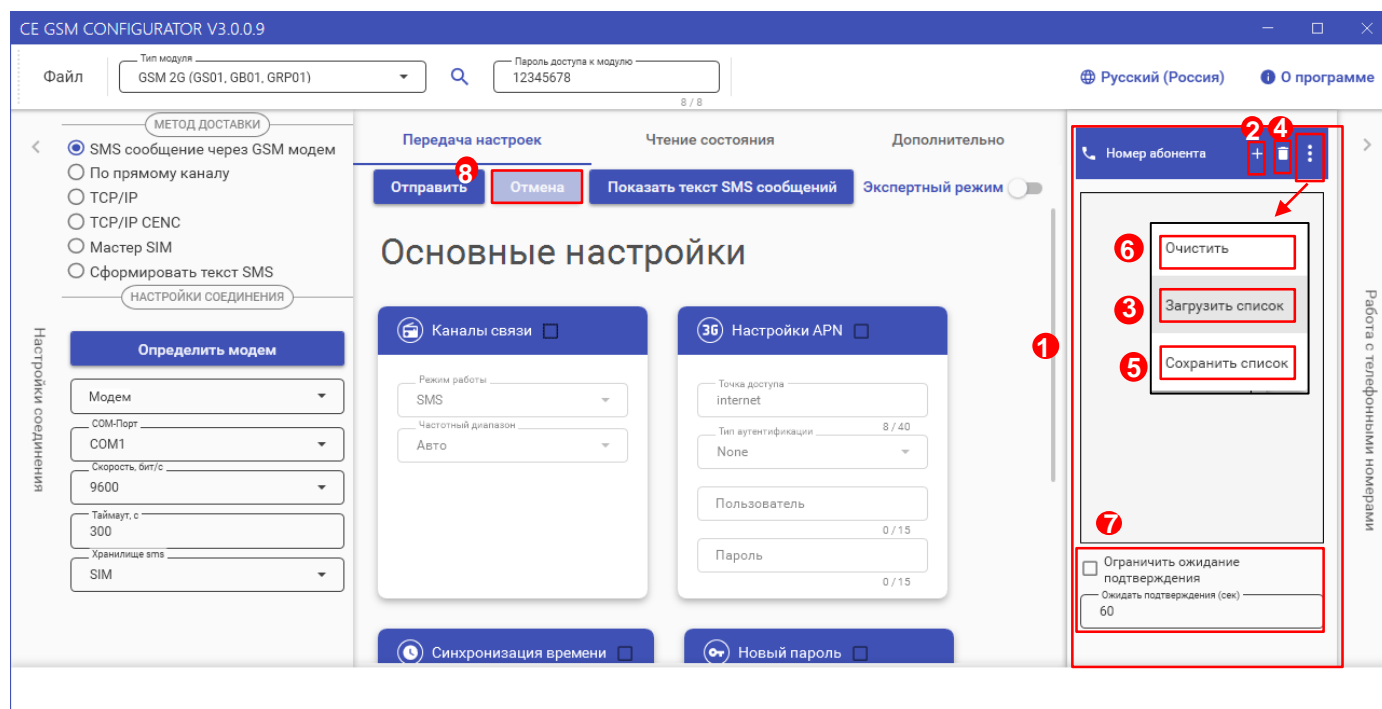 CE GSM CONFIGURATOR V3.0.0.9
Файл
Тип модуля
GSM 2G (GS01, GB01, GRP01)
Пароль доступа к модулю
12345678
8 / 8
Русский (Россия)
О программе
МЕТОД ДОСТАВКИ
SMS сообщение через GSM модем
По прямому каналу
TCP/IP
TCP/IP CENC
Мастер SIM
Сформировать текст SMS
НАСТРОЙКИ СОЕДИНЕНИЯ
Настройки соединения
Определить модем
Модем
COM-Порт
COM1
Скорость, бит/с
9600
Таймаут, с
300
Хранилище sms
SIM
Передача настроек
Чтение состояния
Дополнительно
8
Отправить
Отмена
Показать текст SMS сообщений
Экспертный режим
Основные настройки
Каналы связи
Режим работы
SMS
Частотный диапазон
Авто
3G Настройки APN
Точка доступа
internet
8 / 40
Тип аутентификации
None
Пользователь
0 / 15
Пароль
0 / 15
Синхронизация времени
Новый пароль
1
2
4
Номер абонента
6
Очистить
3
Загрузить список
5
Сохранить список
7
Ограничить ожидание
подтверждения
Ожидать подтверждения (сек)
60
Работа с телефонными номерами